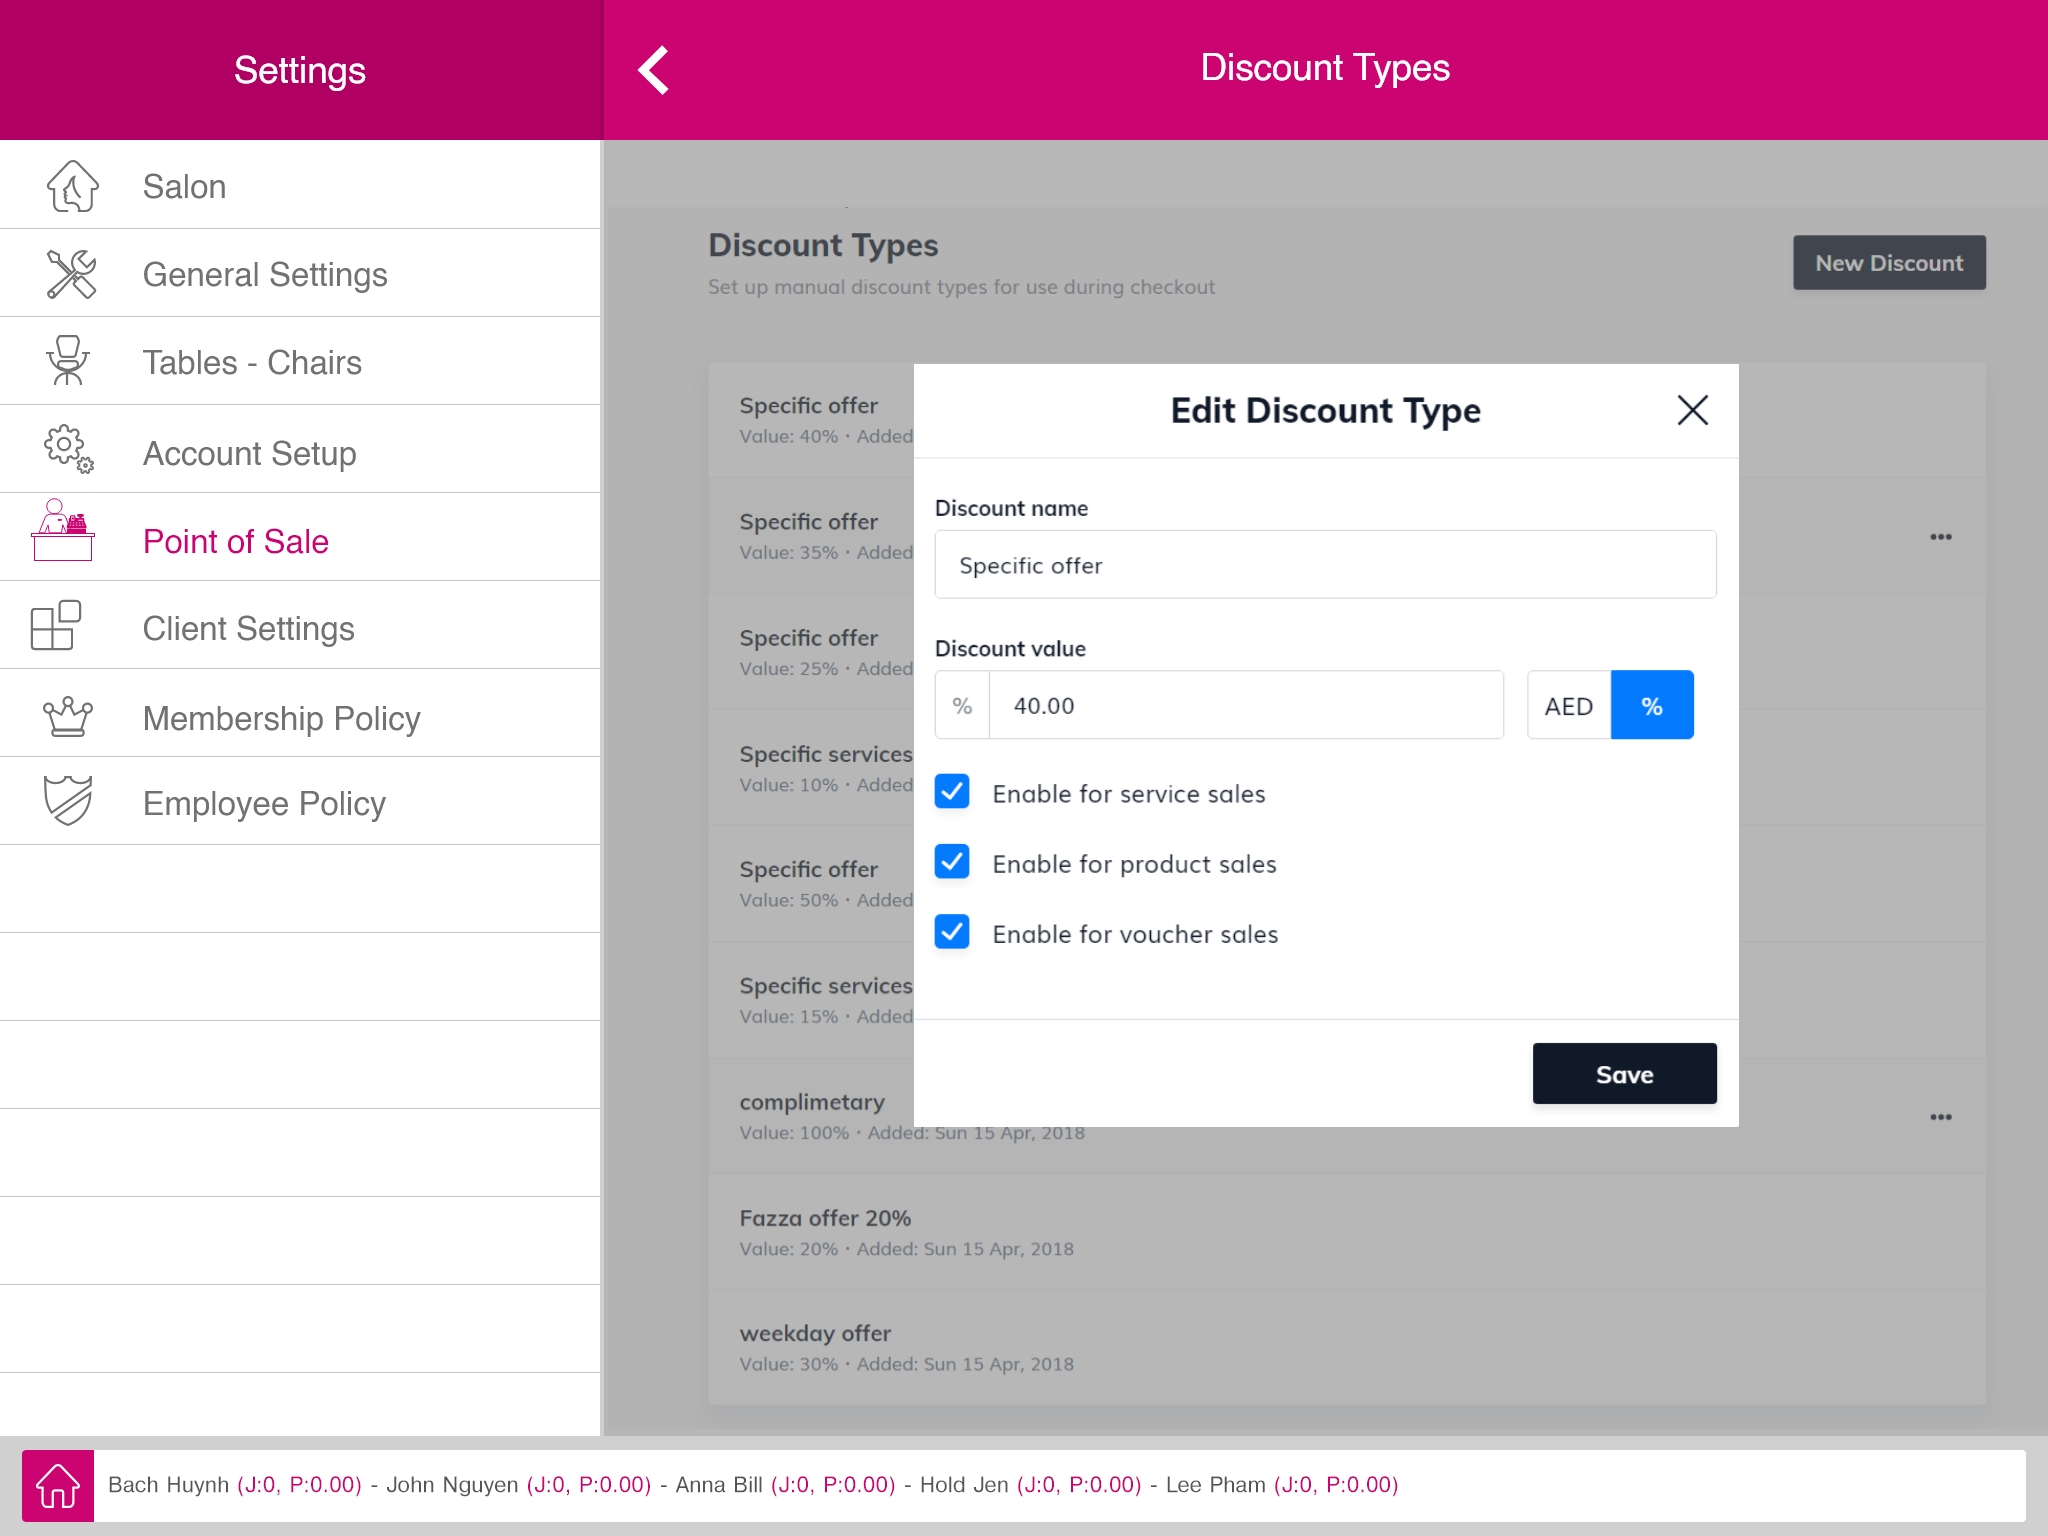 Settings
Discount Types
Salon
General Settings
Tables - Chairs
Account Setup
Point of Sale
Client Settings
Membership Policy
Employee Policy
Discount Types
Set up manual discount types for use during checkout
New Discount
Specific offer
Value: 40% · Added
Specific offer
Value: 35% · Added
Specific offer
Value: 25% · Added
Specific services
Value: 10% · Added
Specific offer
Value: 50% · Added
Specific services
Value: 15% · Added
complimetary
Value: 100% · Added: Sun 15 Apr, 2018
Fazza offer 20%
Value: 20% · Added: Sun 15 Apr, 2018
weekday offer
Value: 30% · Added: Sun 15 Apr, 2018
Edit Discount Type
Discount name
Specific offer
Discount value
% 40.00 AED %
Enable for service sales
Enable for product sales
Enable for voucher sales
Save
Bach Huynh (J:0, P:0.00) - John Nguyen (J:0, P:0.00) - Anna Bill (J:0, P:0.00) - Hold Jen (J:0, P:0.00) - Lee Pham (J:0, P:0.00)